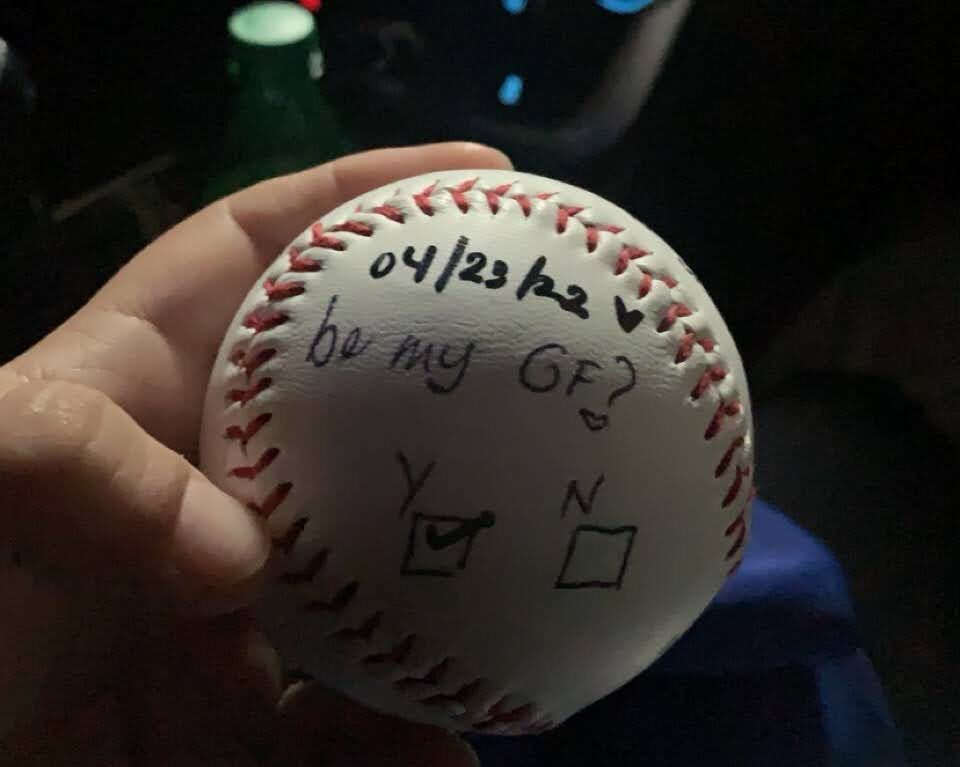 04/23/22 ♥
be my GF?
♡
Y N
☑ ☐